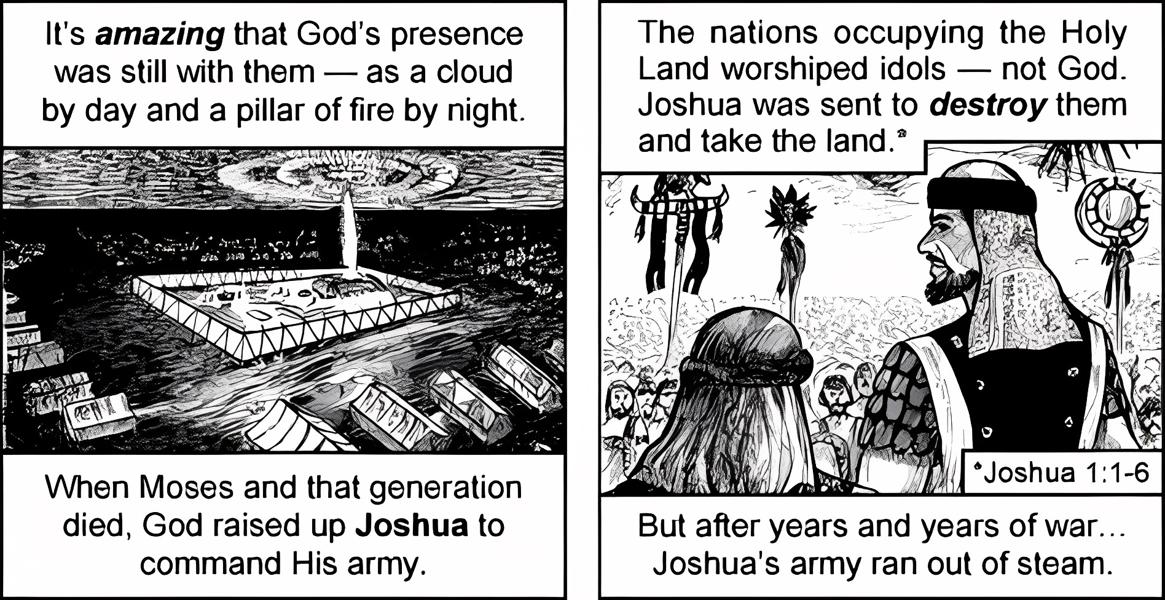 It's amazing that God's presence
was still with them — as a cloud
by day and a pillar of fire by night.
When Moses and that generation
died, God raised up Joshua to
command His army.
The nations occupying the Holy
Land worshiped idols — not God.
Joshua was sent to destroy them
and take the land.ª
ªJoshua 1:1-6
But after years and years of war...
Joshua's army ran out of steam.